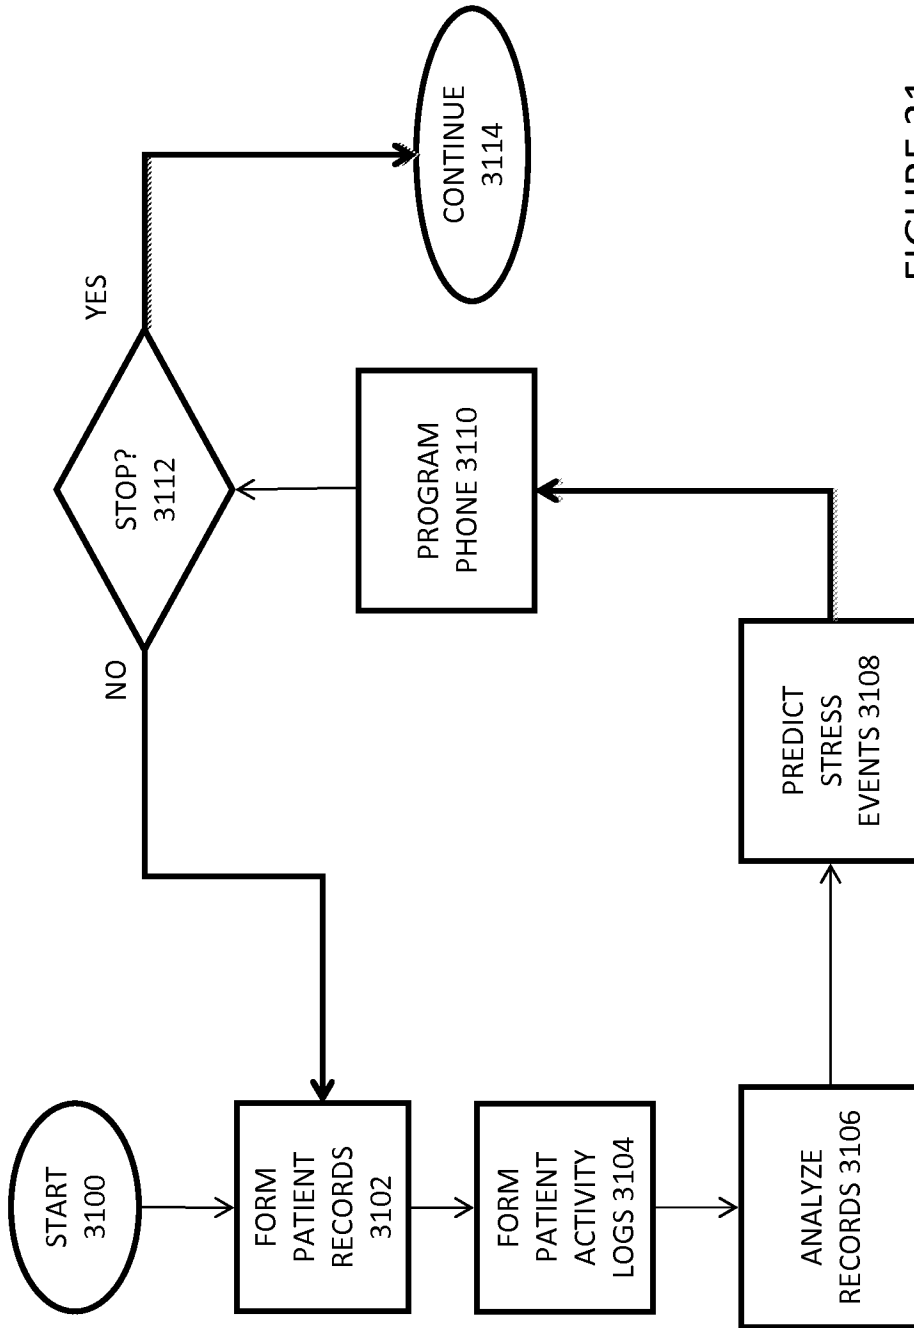 START
3100
FORM
PATIENT
RECORDS
3102
FORM
PATIENT
ACTIVITY
LOGS 3104
ANALYZE
RECORDS 3106
PREDICT
STRESS
EVENTS 3108
PROGRAM
PHONE 3110
STOP?
3112
NO
YES
CONTINUE
3114
FIGURE